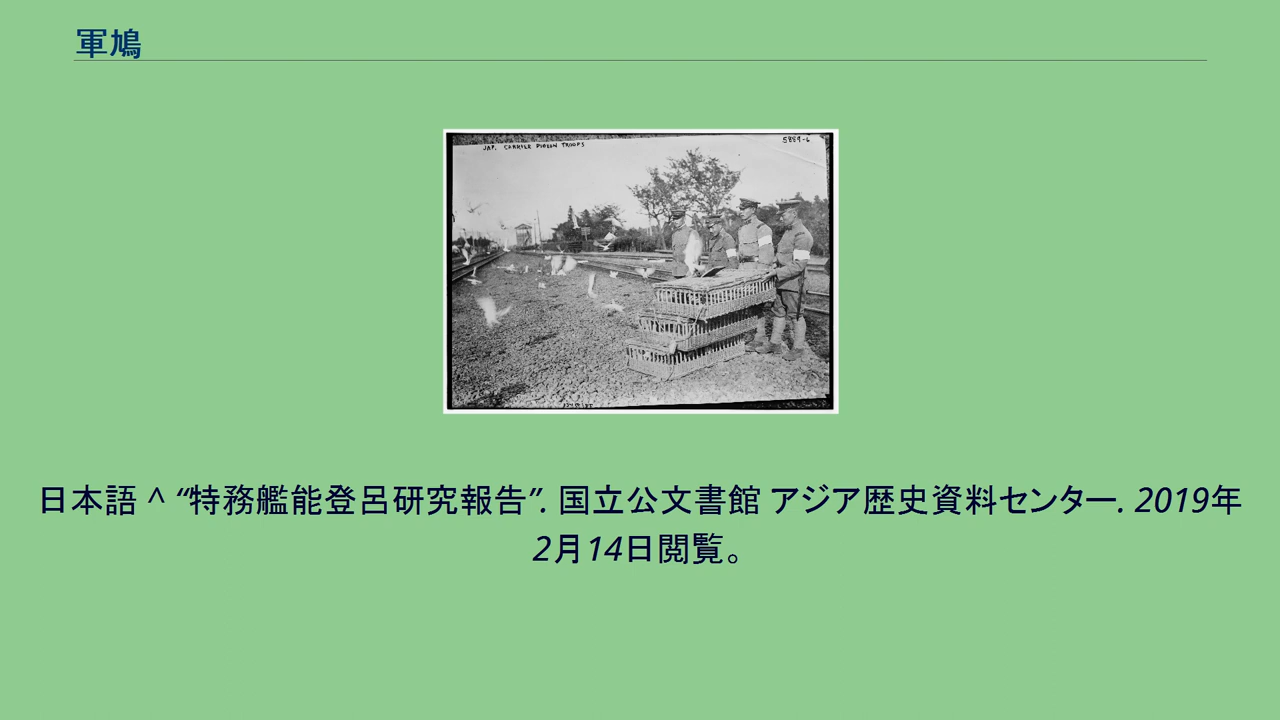 軍鳩
JAP. CARRIER PIGEON TROOPS
5889-6
日本語 ^ “特務艦能登呂研究報告”. 国立公文書館 アジア歴史資料センター. 2019年
2月14日閲覧。